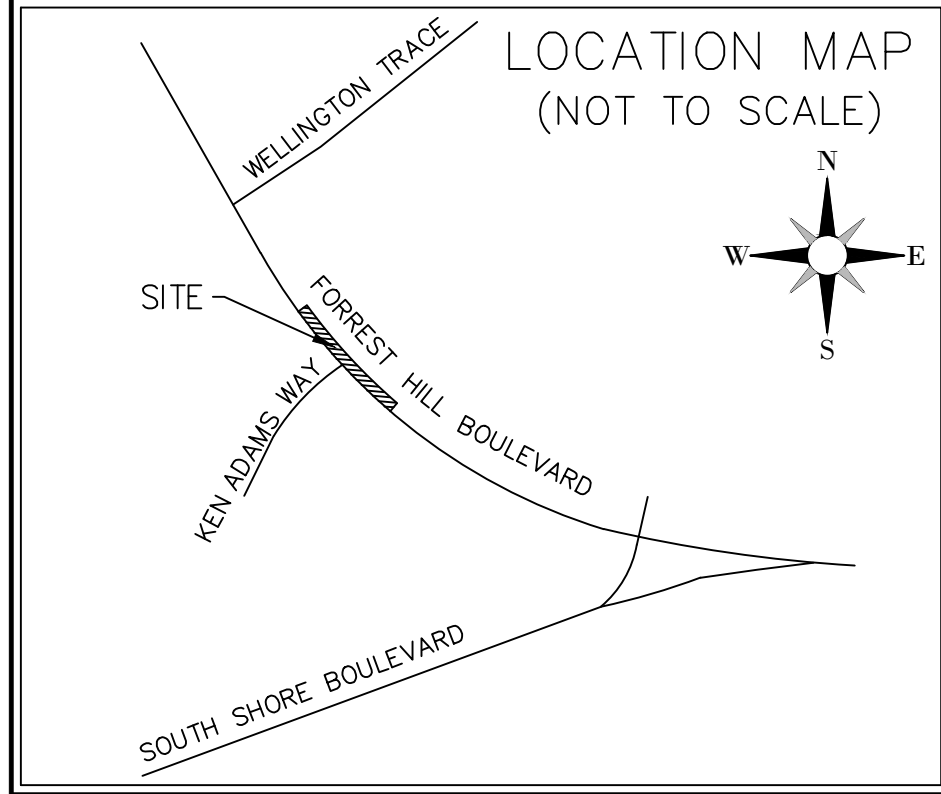 LOCATION MAP
(NOT TO SCALE)
WELLINGTON TRACE
N
W
E
S
SITE
FORREST HILL BOULEVARD
KEN ADAMS WAY
SOUTH SHORE BOULEVARD